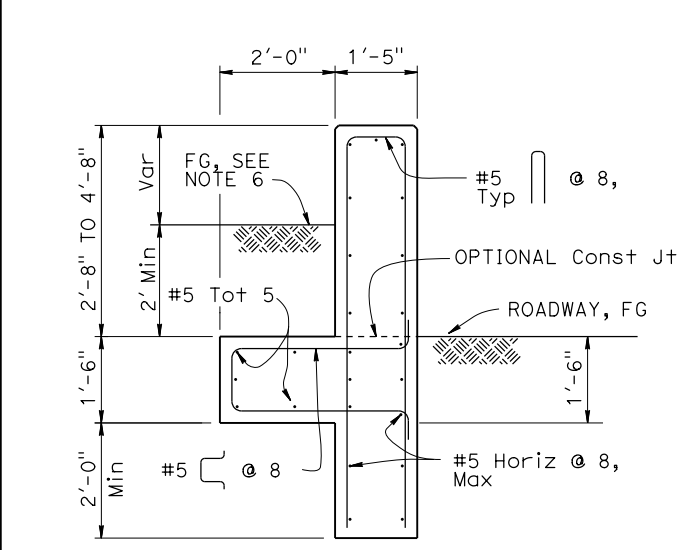 2'-0"
1'-5"
2'-8" TO 4'-8"
Var
FG, SEE
NOTE 6
#5
Typ
@ 8,
2' Min
OPTIONAL Const Jt
#5 Tot 5
ROADWAY, FG
1'-6"
1'-6"
#5
@ 8
#5 Horiz @ 8,
Max
2'-0"
Min